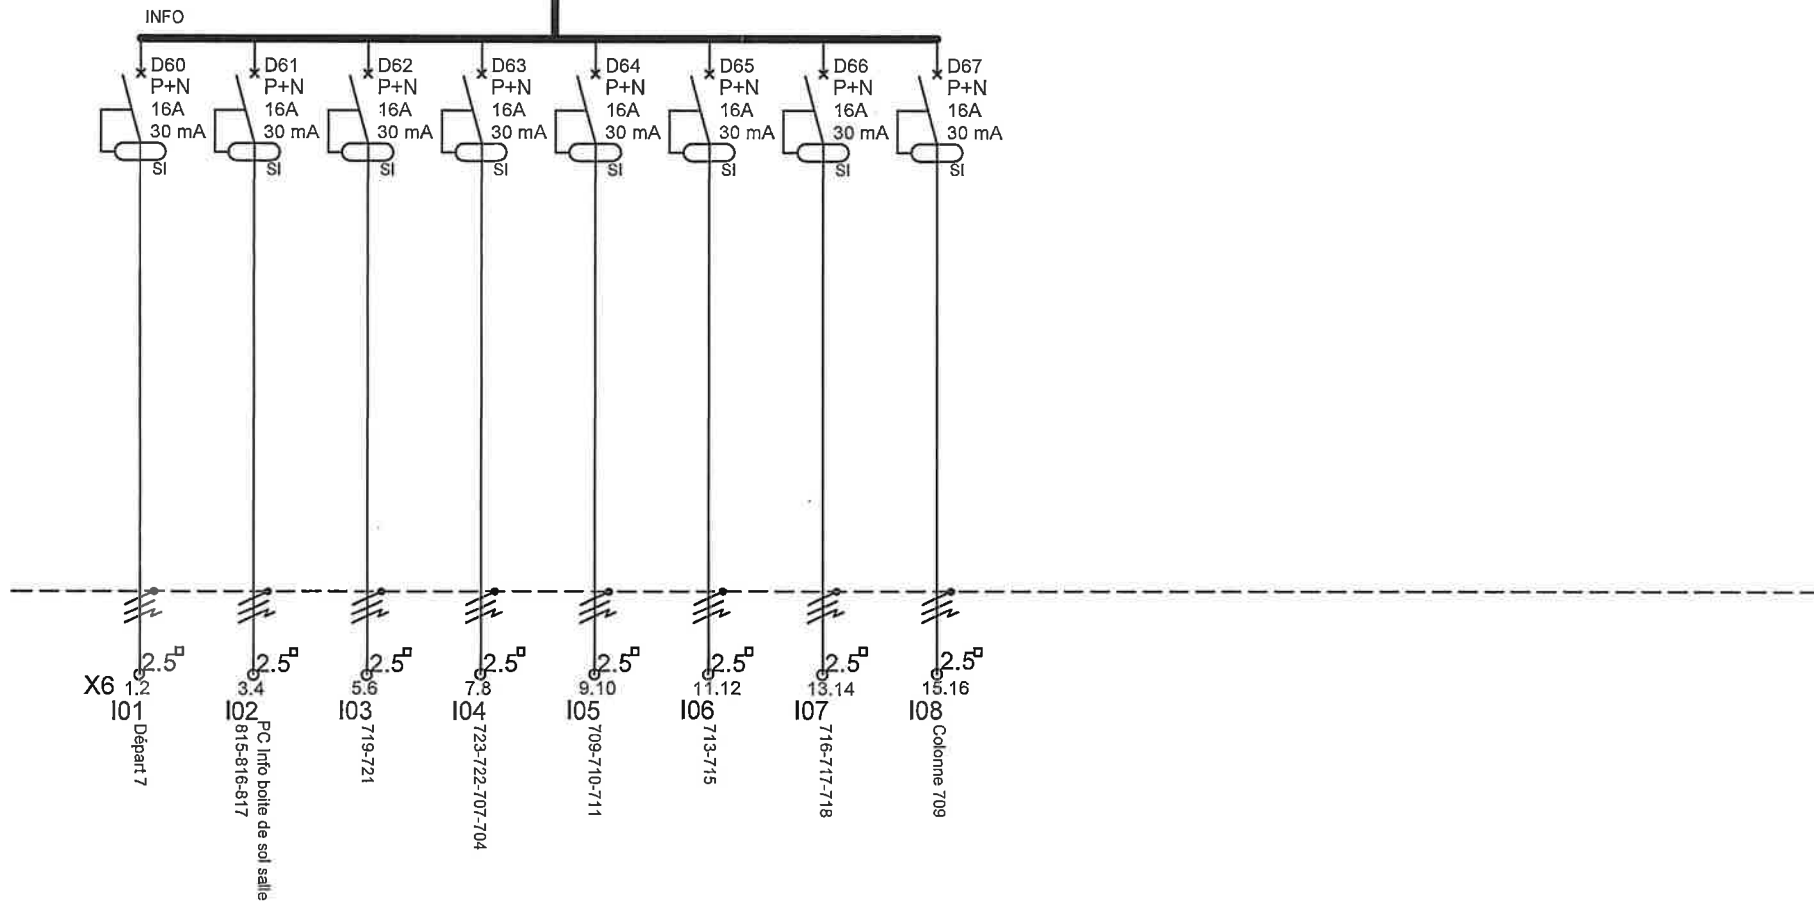 INFO
D60
P+N
16A
30 mA
SI
D61
P+N
16A
30 mA
SI
D62
P+N
16A
30 mA
SI
D63
P+N
16A
30 mA
SI
D64
P+N
16A
30 mA
SI
D65
P+N
16A
30 mA
SI
D66
P+N
16A
30 mA
SI
D67
P+N
16A
30 mA
SI
2.5 2.5 2.5 2.5 2.5 2.5 2.5 2.5
X6 1.2 3.4 5.6 7.8 9.10 11.12 13.14 15.16
I01 I02 I03 I04 I05 I06 I07 I08
Départ 7
PC Info boite de sol salle
815-816-817
719-721
723-722-707-704
709-710-711
713-715
716-717-718
Colonne 709